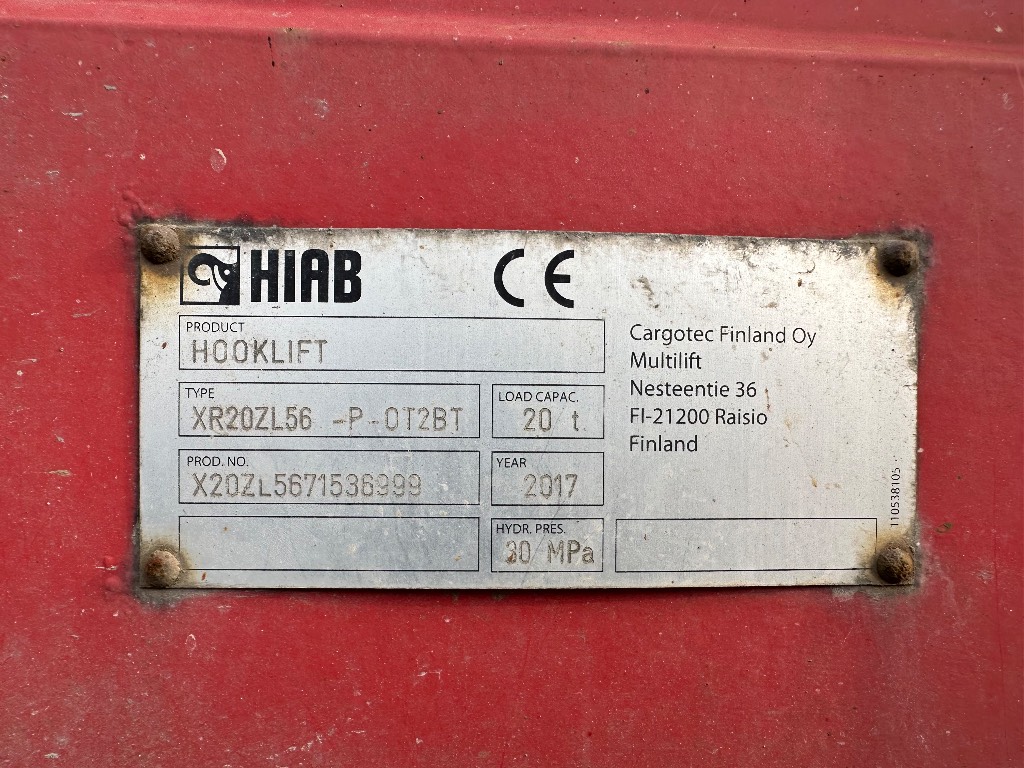 HIAB CE
PRODUCT
HOOKLIFT
TYPE
XR20ZL56 -P-OT2BT
LOAD CAPAC.
20 t
PROD. NO.
X20ZL5671536999
YEAR
2017
HYDR. PRES.
30 MPa
Cargotec Finland Oy
Multilift
Nesteentie 36
FI-21200 Raisio
Finland
110538105